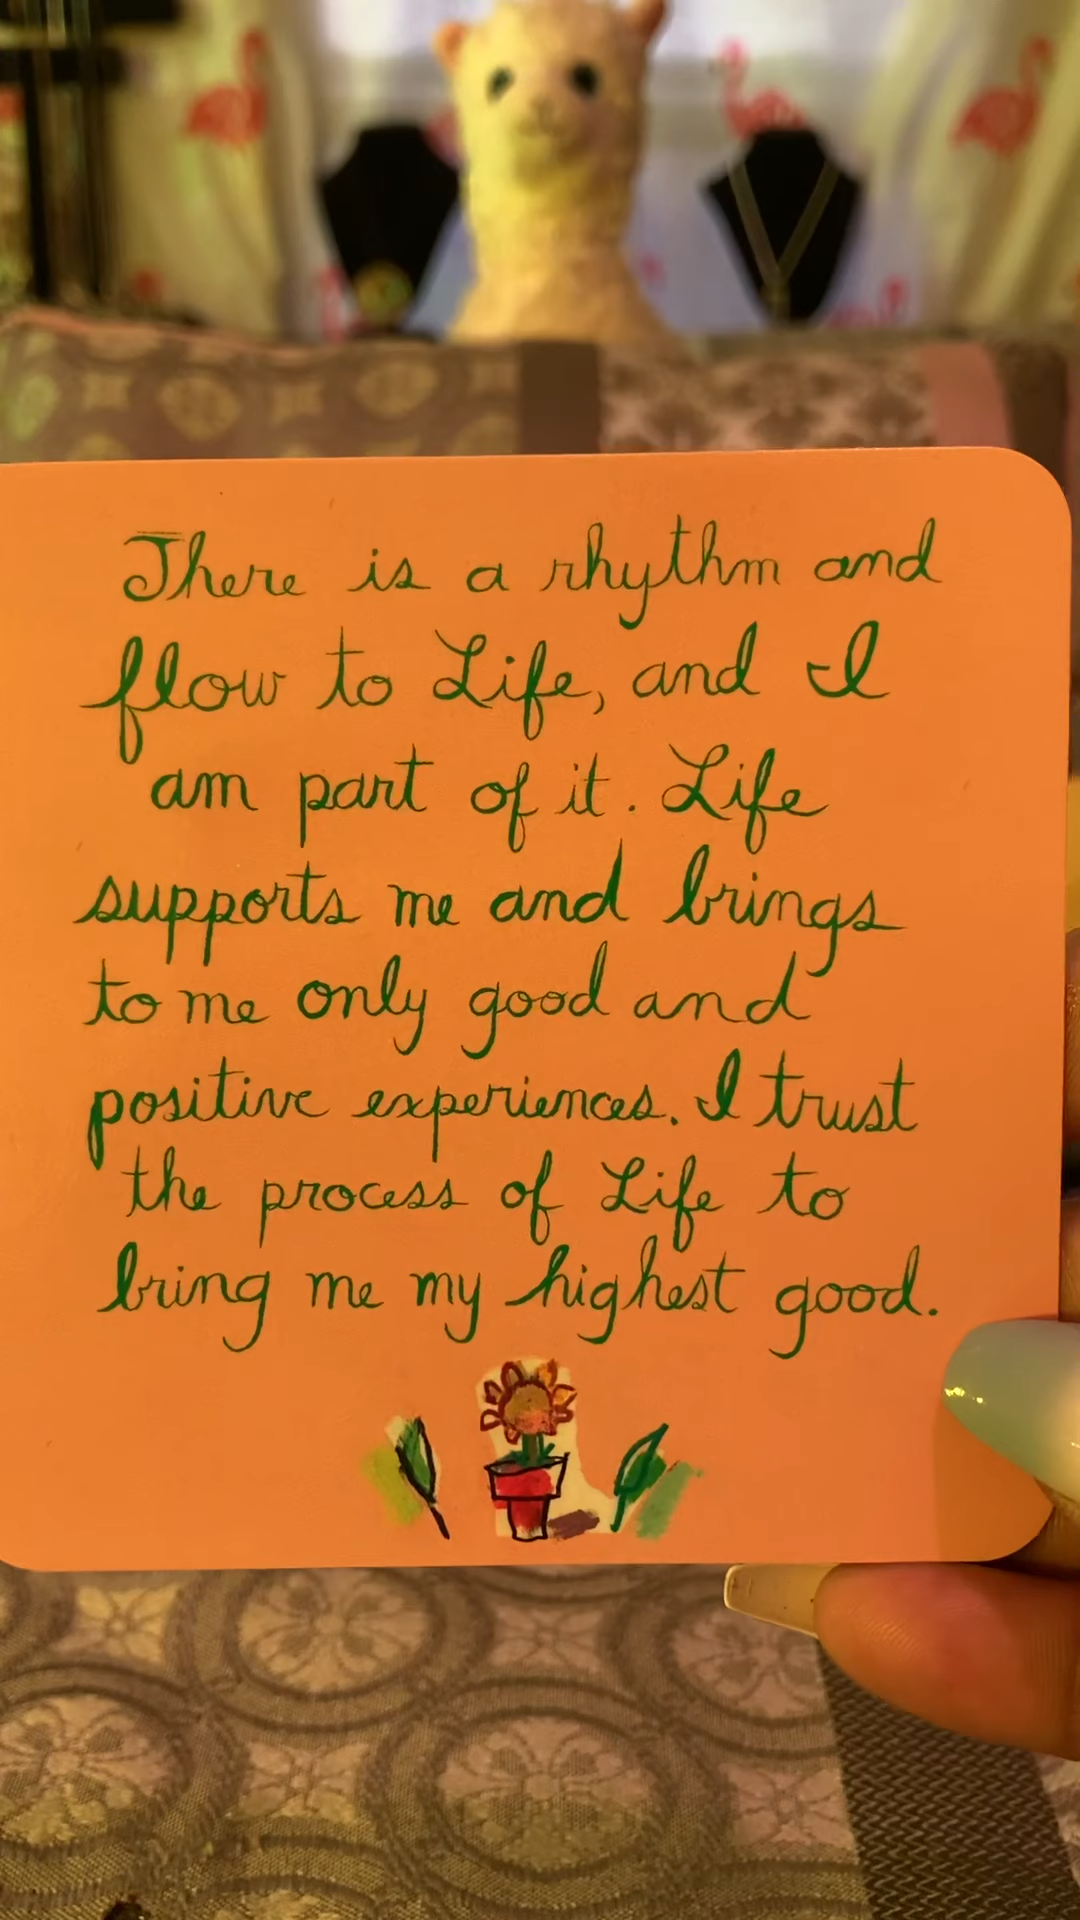 There is a rhythm and
flow to Life, and I
am part of it. Life
supports me and brings
to me only good and
positive experiences. I trust
the process of Life to
bring me my highest good.